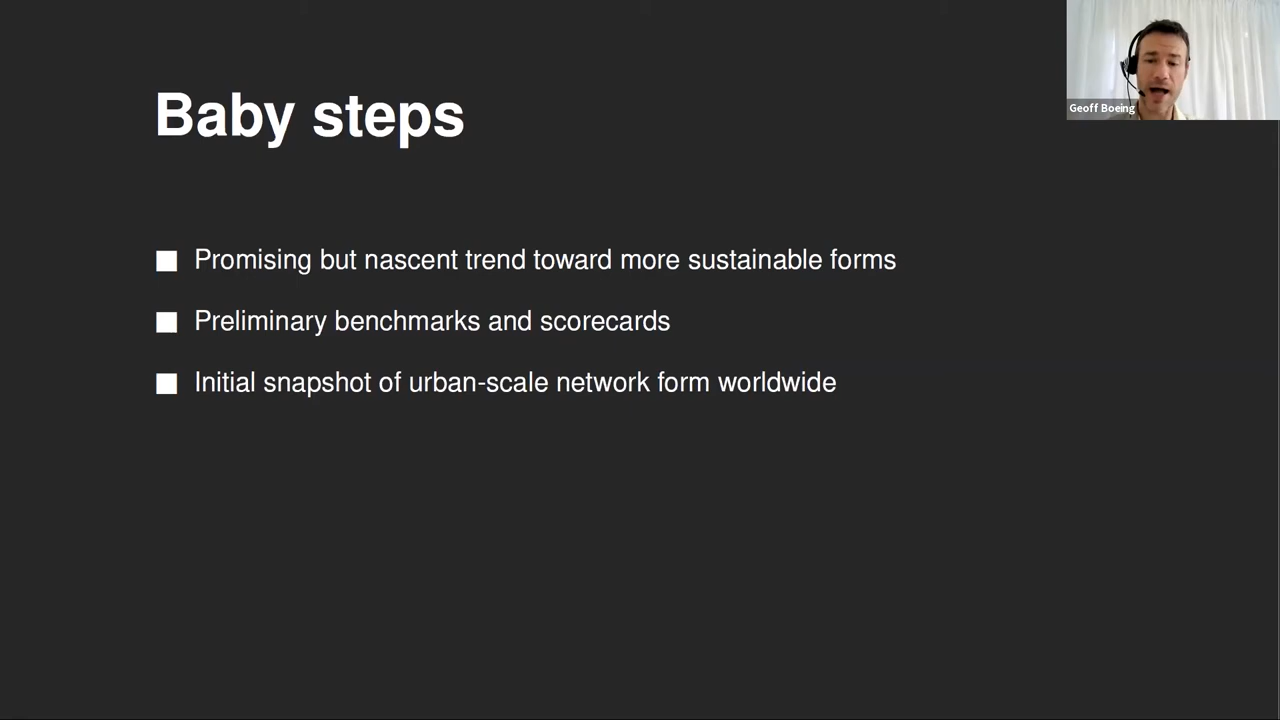 Baby steps
Geoff Boeing
Promising but nascent trend toward more sustainable forms
Preliminary benchmarks and scorecards
Initial snapshot of urban-scale network form worldwide